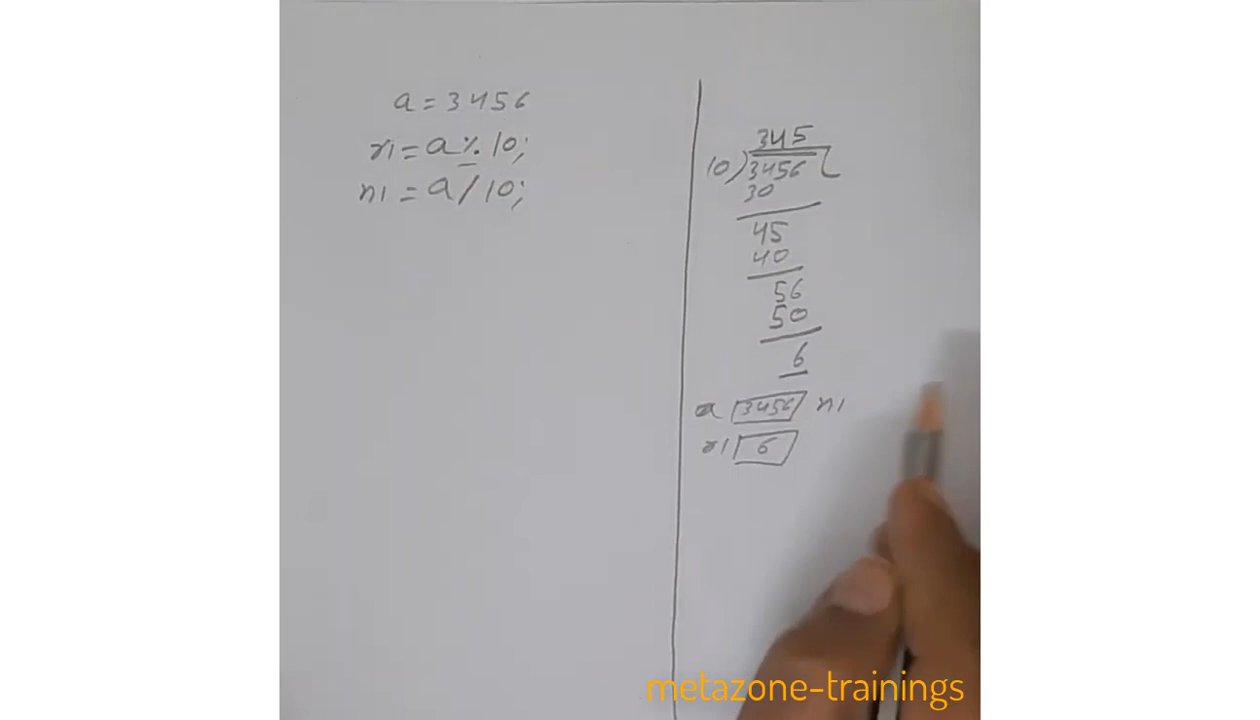 a = 3456
r1 = a % 10;
n1 = a / 10;
345
10) 3456 (
30
45
40
56
50
6
a 3456 n1
r1 6
metazone-trainings